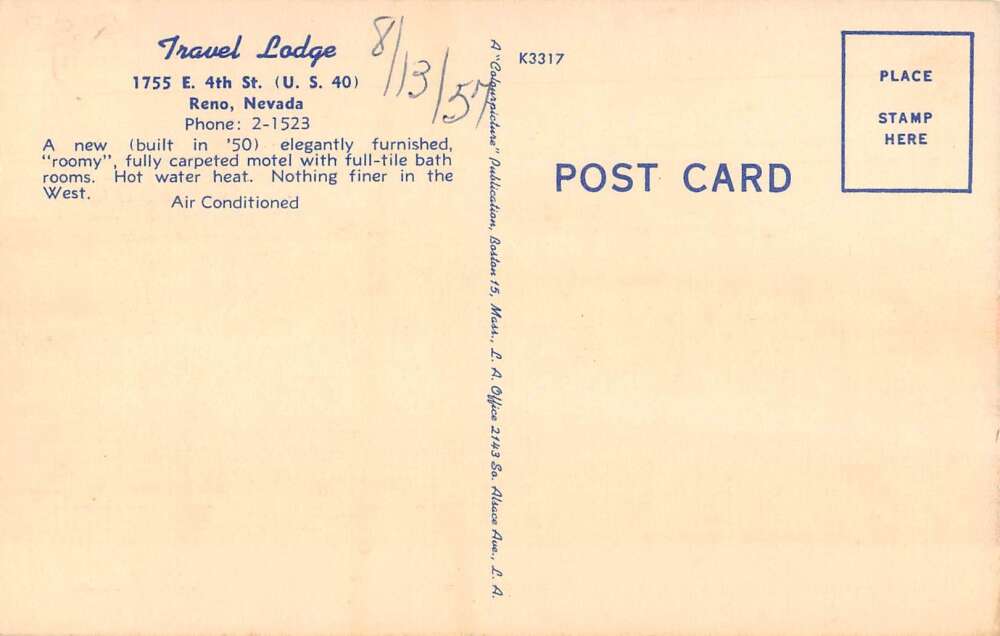 Travel Lodge
1755 E. 4th St. (U. S. 40)
Reno, Nevada
Phone: 2-1523
A new (built in '50) elegantly furnished,
"roomy", fully carpeted motel with full-tile bath
rooms. Hot water heat. Nothing finer in the
West.
Air Conditioned
8/13/57
A "Colourpicture" Publication, Boston 15, Mass., L. A. Office 2143 So. Alsace Ave., L. A.
K3317
POST CARD
PLACE
STAMP
HERE